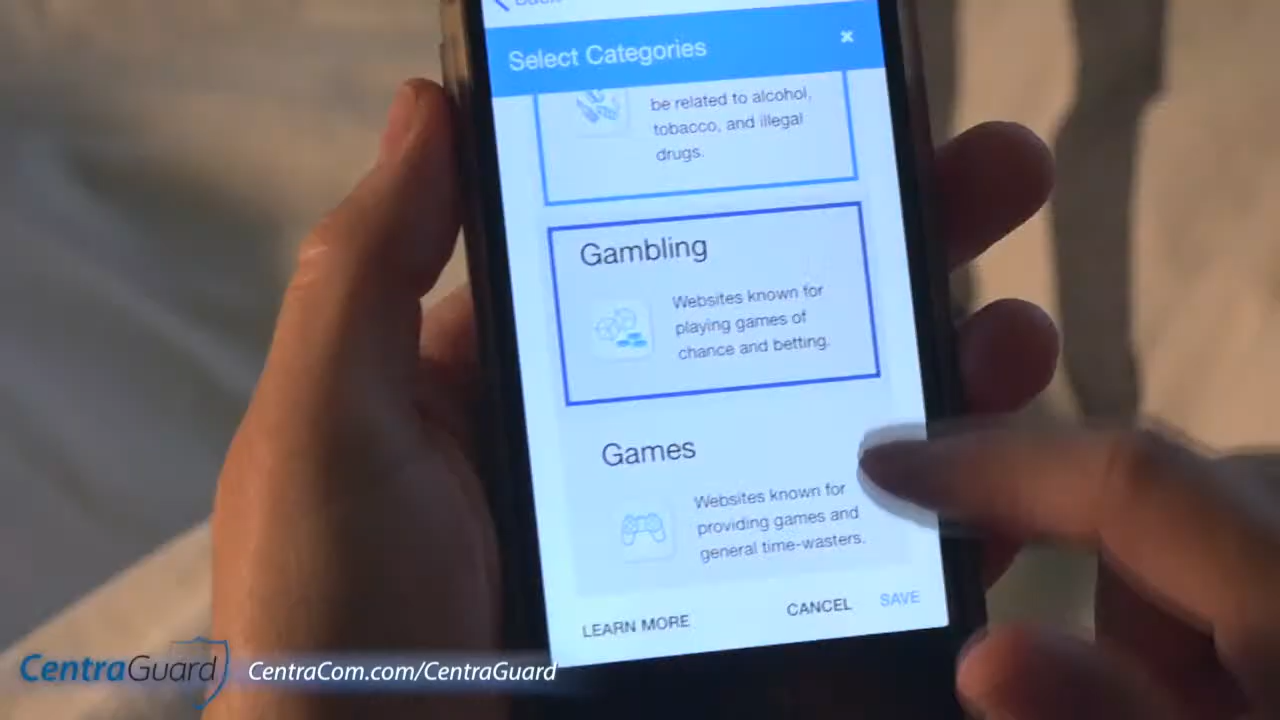 Back
Select Categories
be related to alcohol,
tobacco, and illegal
drugs.
Gambling
Websites known for
playing games of
chance and betting.
Games
Websites known for
providing games and
general time-wasters.
LEARN MORE CANCEL SAVE
CentraGuard CentraCom.com/CentraGuard